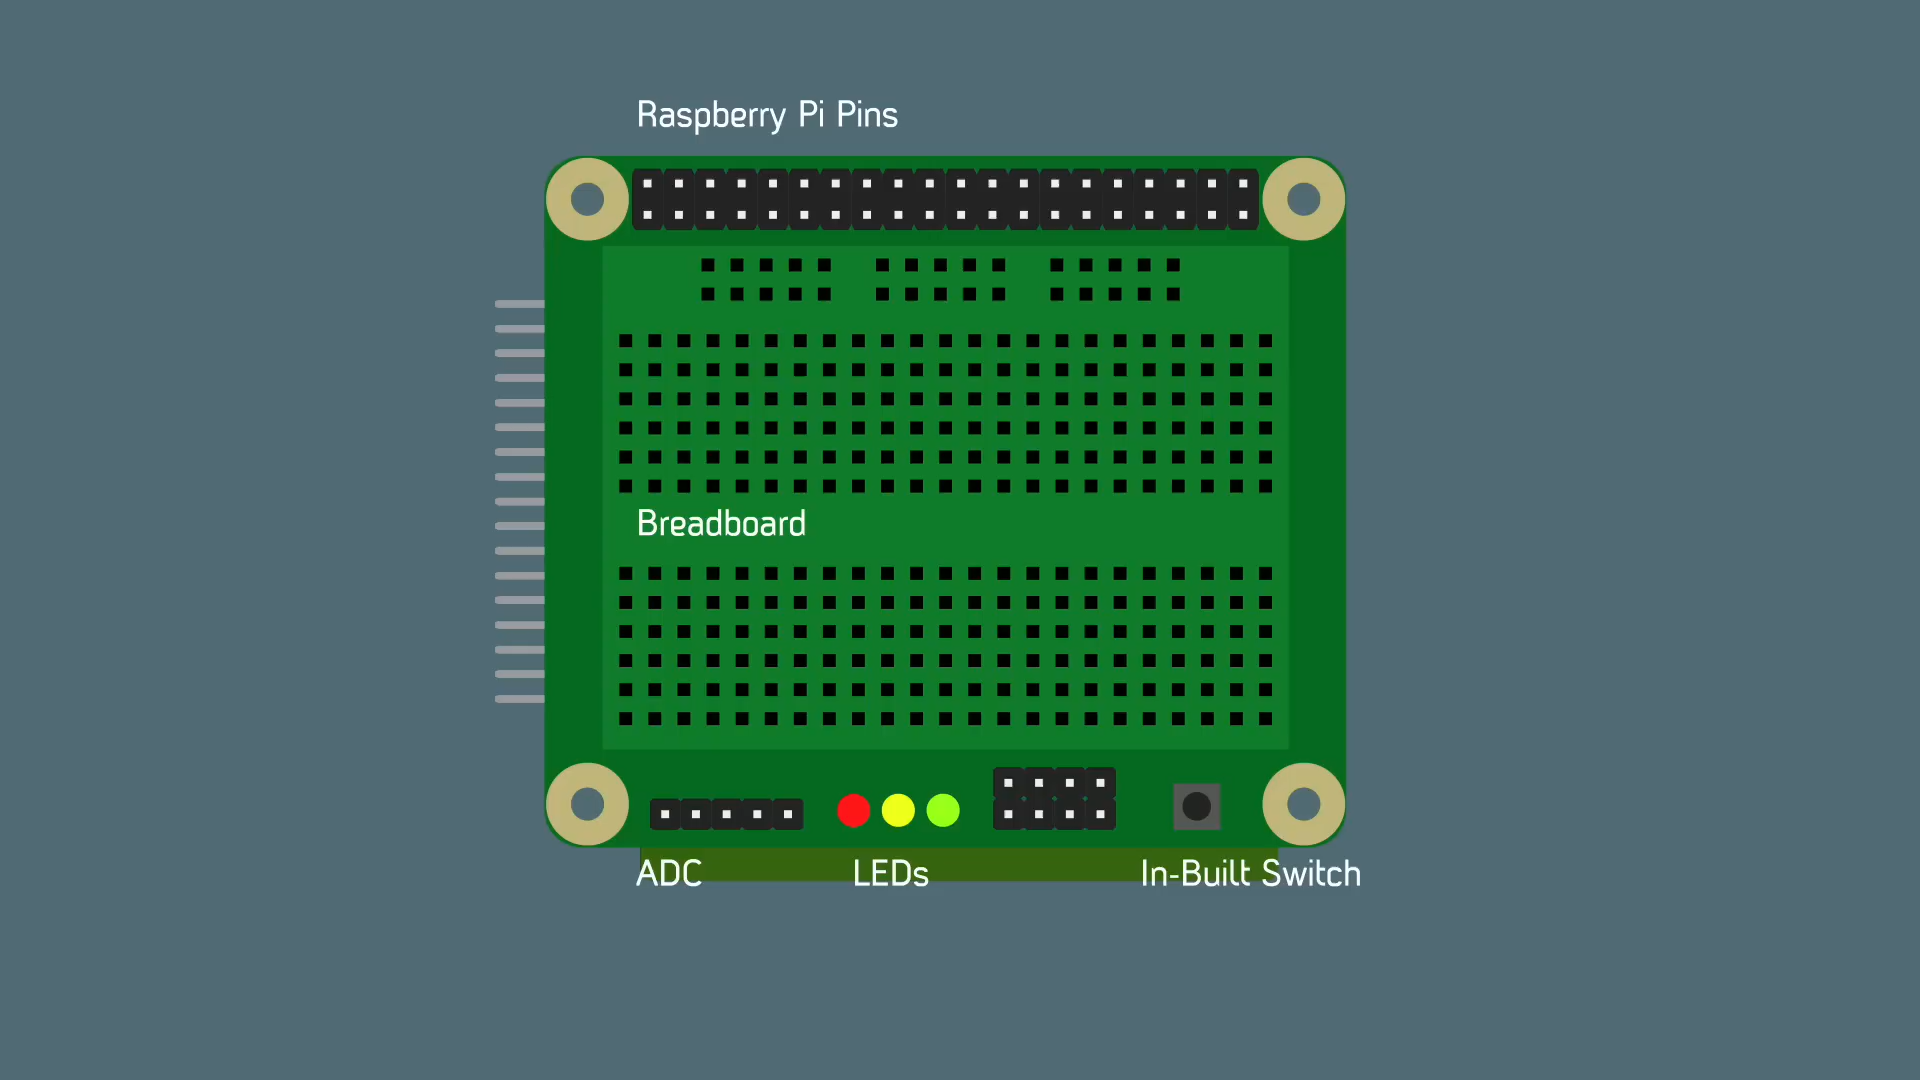 Raspberry Pi Pins
Breadboard
ADC
LEDs
In-Built Switch